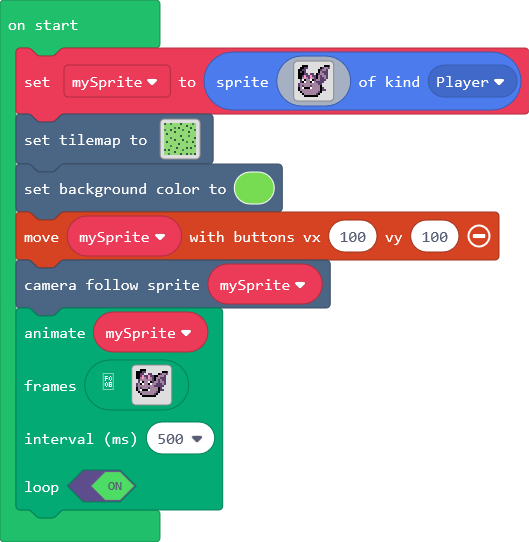 on start
set mySprite to sprite of kind Player
set tilemap to
set background color to
move mySprite with buttons vx 100 vy 100
camera follow sprite mySprite
animate mySprite
frames
interval (ms) 500
loop ON